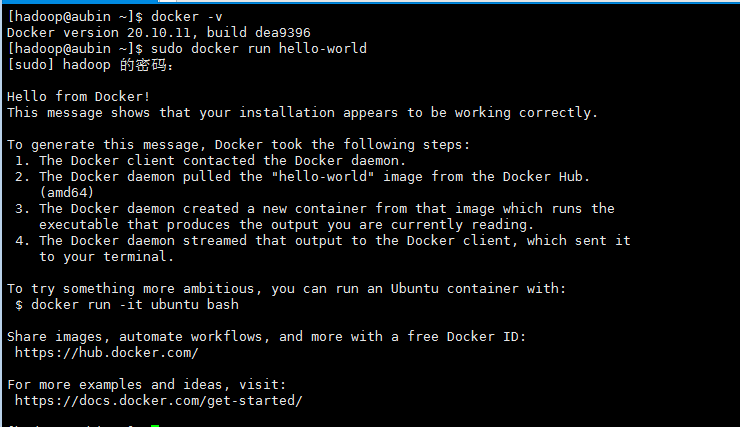 [hadoop@aubin ~]$ docker -v
Docker version 20.10.11, build dea9396
[hadoop@aubin ~]$ sudo docker run hello-world
[sudo] hadoop 的密码：
Hello from Docker!
This message shows that your installation appears to be working correctly.
To generate this message, Docker took the following steps:
1. The Docker client contacted the Docker daemon.
2. The Docker daemon pulled the "hello-world" image from the Docker Hub.
(amd64)
3. The Docker daemon created a new container from that image which runs the
executable that produces the output you are currently reading.
4. The Docker daemon streamed that output to the Docker client, which sent it
to your terminal.
To try something more ambitious, you can run an Ubuntu container with:
$ docker run -it ubuntu bash
Share images, automate workflows, and more with a free Docker ID:
https://hub.docker.com/
For more examples and ideas, visit:
https://docs.docker.com/get-started/